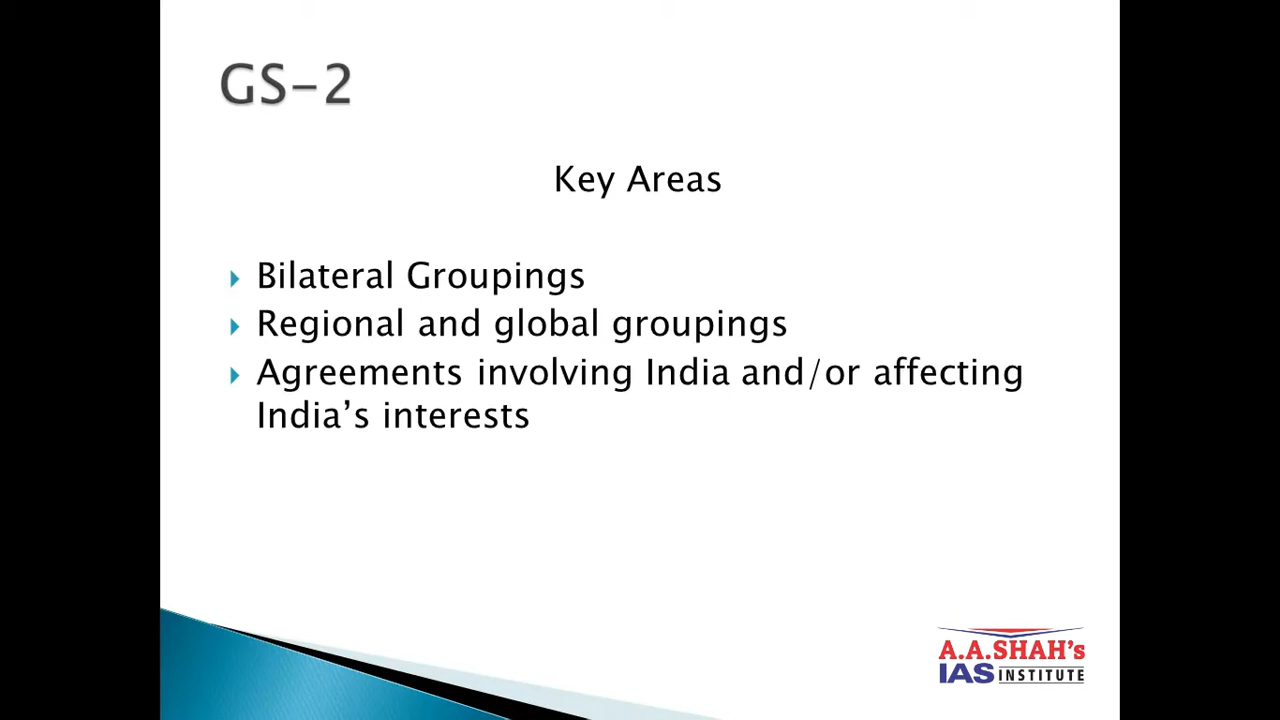 GS-2
Key Areas
Bilateral Groupings
Regional and global groupings
Agreements involving India and/or affecting
India's interests
A.A.SHAH's
IAS INSTITUTE